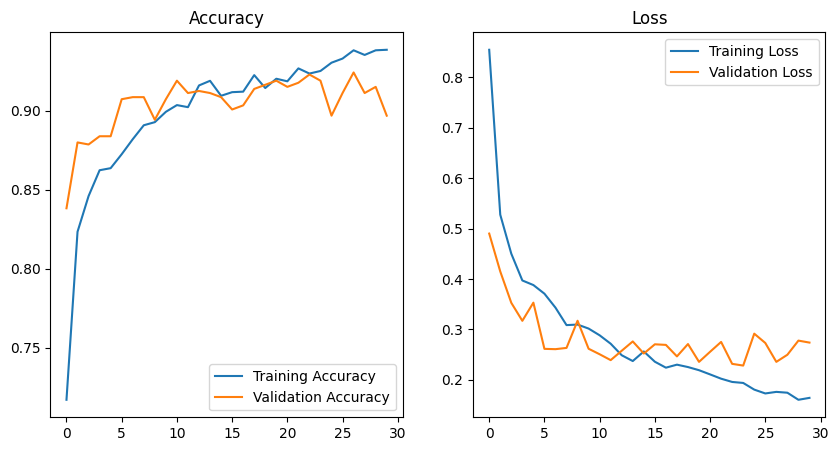 Accuracy
0.90
0.85
0.80
0.75
Training Accuracy
Validation Accuracy
0 5 10 15 20 25 30
Loss
0.8
0.7
0.6
0.5
0.4
0.3
0.2
Training Loss
Validation Loss
0 5 10 15 20 25 30